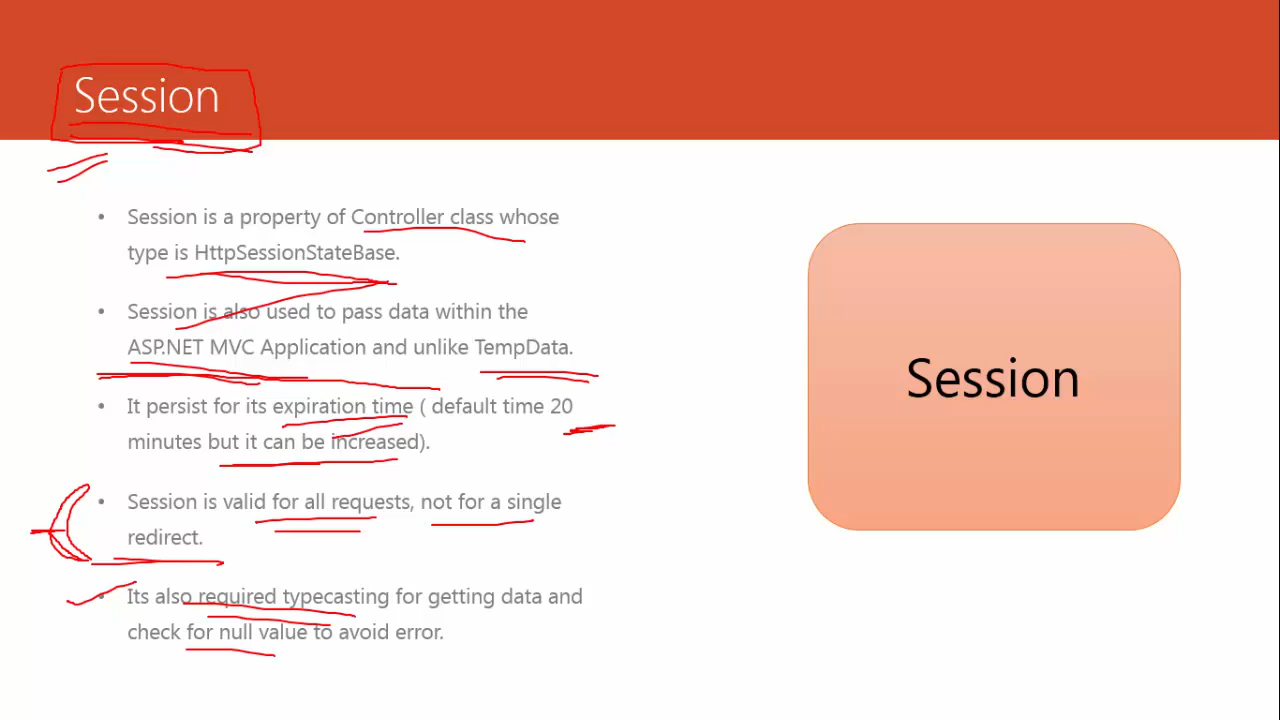 Session
• Session is a property of Controller class whose
type is HttpSessionStateBase.
• Session is also used to pass data within the
ASP.NET MVC Application and unlike TempData.
• It persist for its expiration time ( default time 20
minutes but it can be increased).
• Session is valid for all requests, not for a single
redirect.
• Its also required typecasting for getting data and
check for null value to avoid error.
Session